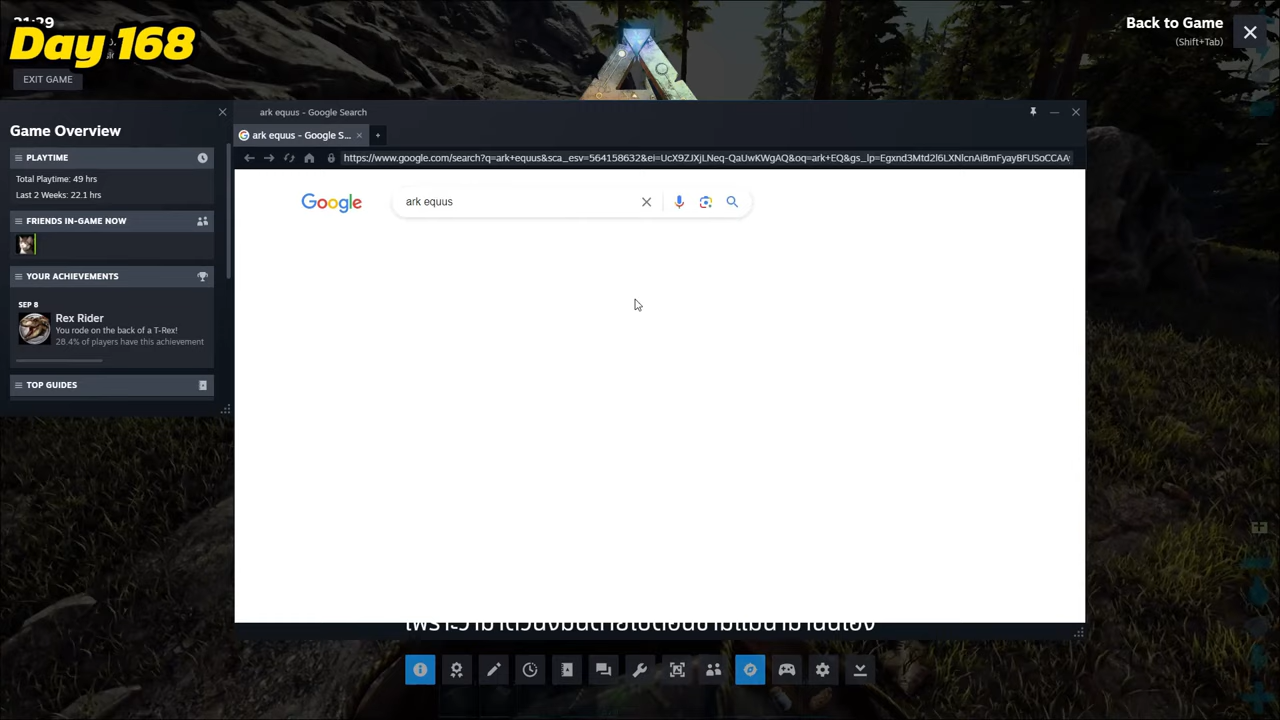 21:29
Day 168
EXIT GAME
Back to Game
(Shift+Tab)
Game Overview
PLAYTIME
Total Playtime: 49 hrs
Last 2 Weeks: 22.1 hrs
FRIENDS IN-GAME NOW
YOUR ACHIEVEMENTS
SEP 8
Rex Rider
You rode on the back of a T-Rex!
28.4% of players have this achievement
TOP GUIDES
ark equus - Google Search
ark equus - Google S...
https://www.google.com/search?q=ark+equus&sca_esv=564158632&ei=UcX9ZJXjLNeq-QaUwKWgAQ&oq=ark+EQ&gs_lp=Egxnd3Mtd2l6LXNlcnAiBmFyayBFUSoCCAA
Google
ark equus